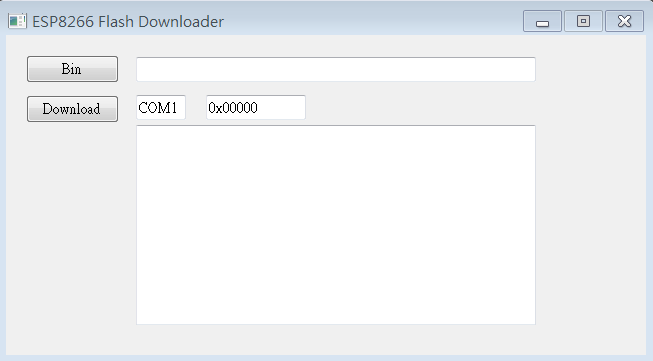 ESP8266 Flash Downloader
Bin
Download COM1 0x00000